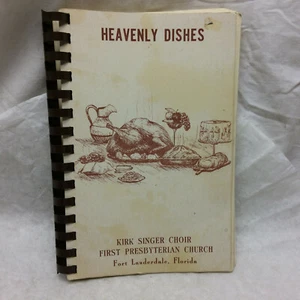 HEAVENLY DISHES
KIRK SINGER CHOIR
FIRST PRESBYTERIAN CHURCH
Fort Lauderdale, Florida